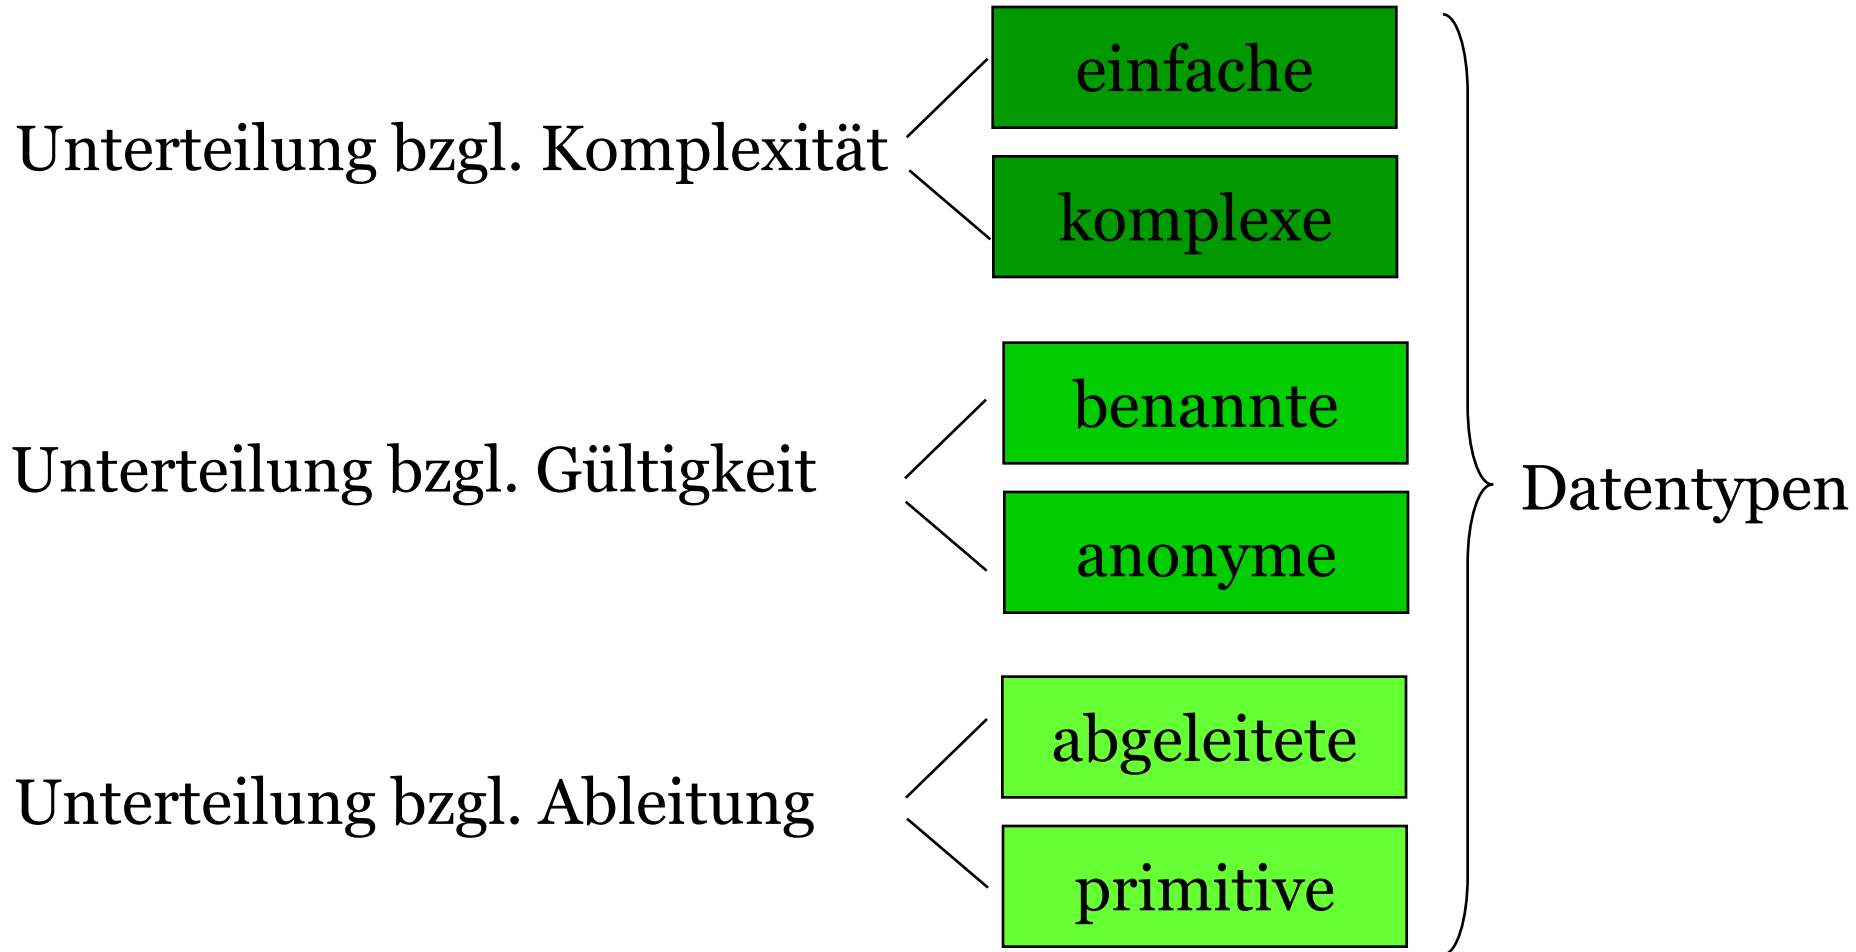 einfache
Unterteilung bzgl. Komplexität
komplexe
benannte
Unterteilung bzgl. Gültigkeit
Datentypen
anonyme
abgeleitete
Unterteilung bzgl. Ableitung
primitive